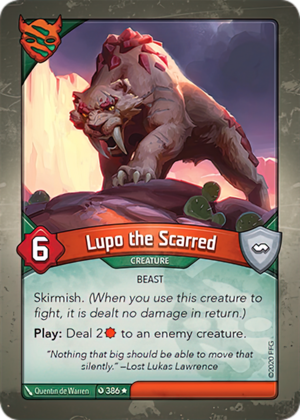 Lupo the Scarred
6
CREATURE
BEAST
Skirmish. (When you use this creature to
fight, it is dealt no damage in return.)
Play: Deal 2 to an enemy creature.
"Nothing that big should be able to move that
silently." –Lost Lukas Lawrence
Quentin de Warren
386
©2020 FFG